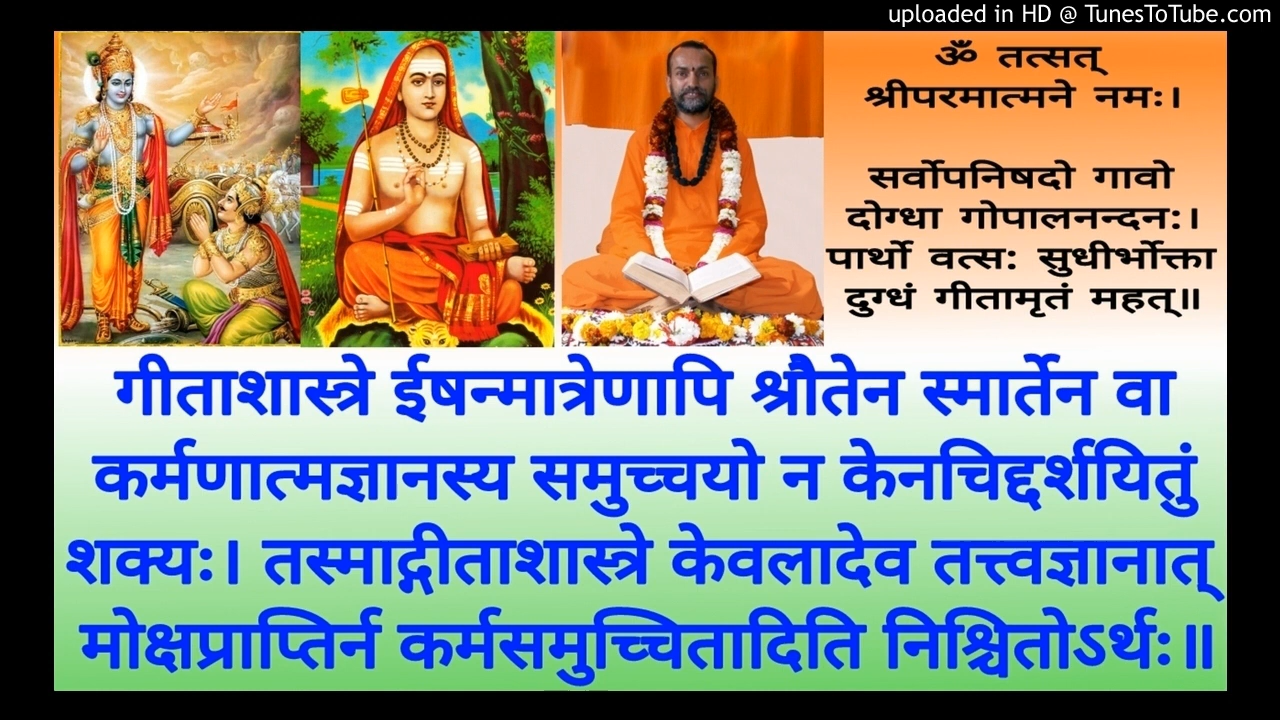 uploaded in HD @ TunesToTube.com
ॐ तत्सत्
श्रीपरमात्मने नमः।
सर्वोपनिषदो गावो
दोग्धा गोपालनन्दन:।
पार्थो वत्स: सुधीर्भोक्ता
दुग्धं गीतामृतं महत्॥
गीताशास्त्रे ईषन्मात्रेणापि श्रौतेन स्मार्तेन वा
कर्मणात्मज्ञानस्य समुच्चयो न केनचिद्दर्शयितुं
शक्यः। तस्माद्गीताशास्त्रे केवलादेव तत्त्वज्ञानात्
मोक्षप्राप्तिर्न कर्मसमुच्चितादिति निश्चितोऽर्थः॥